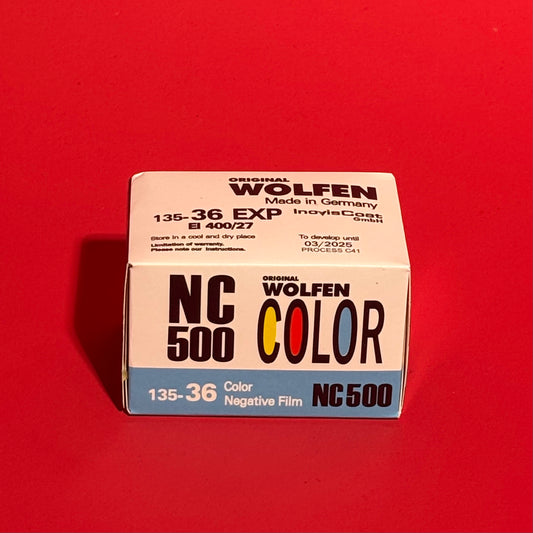 ORIGINAL
WOLFEN
Made in Germany
135-36 EXP InovisCoat
GmbH
EI 400/27
Store in a cool and dry place
To develop until
Limitation of warranty.
03/2025
Please note our instructions.
PROCESS C41
NC
500
ORIGINAL
WOLFEN
COLOR
135-36 Color
Negative Film
NC500